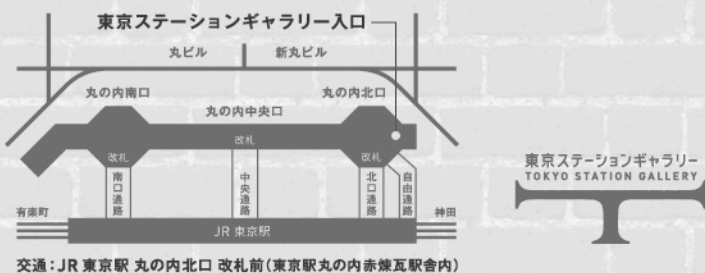 東京ステーションギャラリー入口
丸ビル
新丸ビル
丸の内南口
丸の内中央口
丸の内北口
改札
改札
改札
南口通路
中央通路
北口通路
自由通路
有楽町
JR 東京駅
神田
東京ステーションギャラリー
TOKYO STATION GALLERY
交通:JR 東京駅 丸の内北口 改札前(東京駅丸の内赤煉瓦駅舎内)